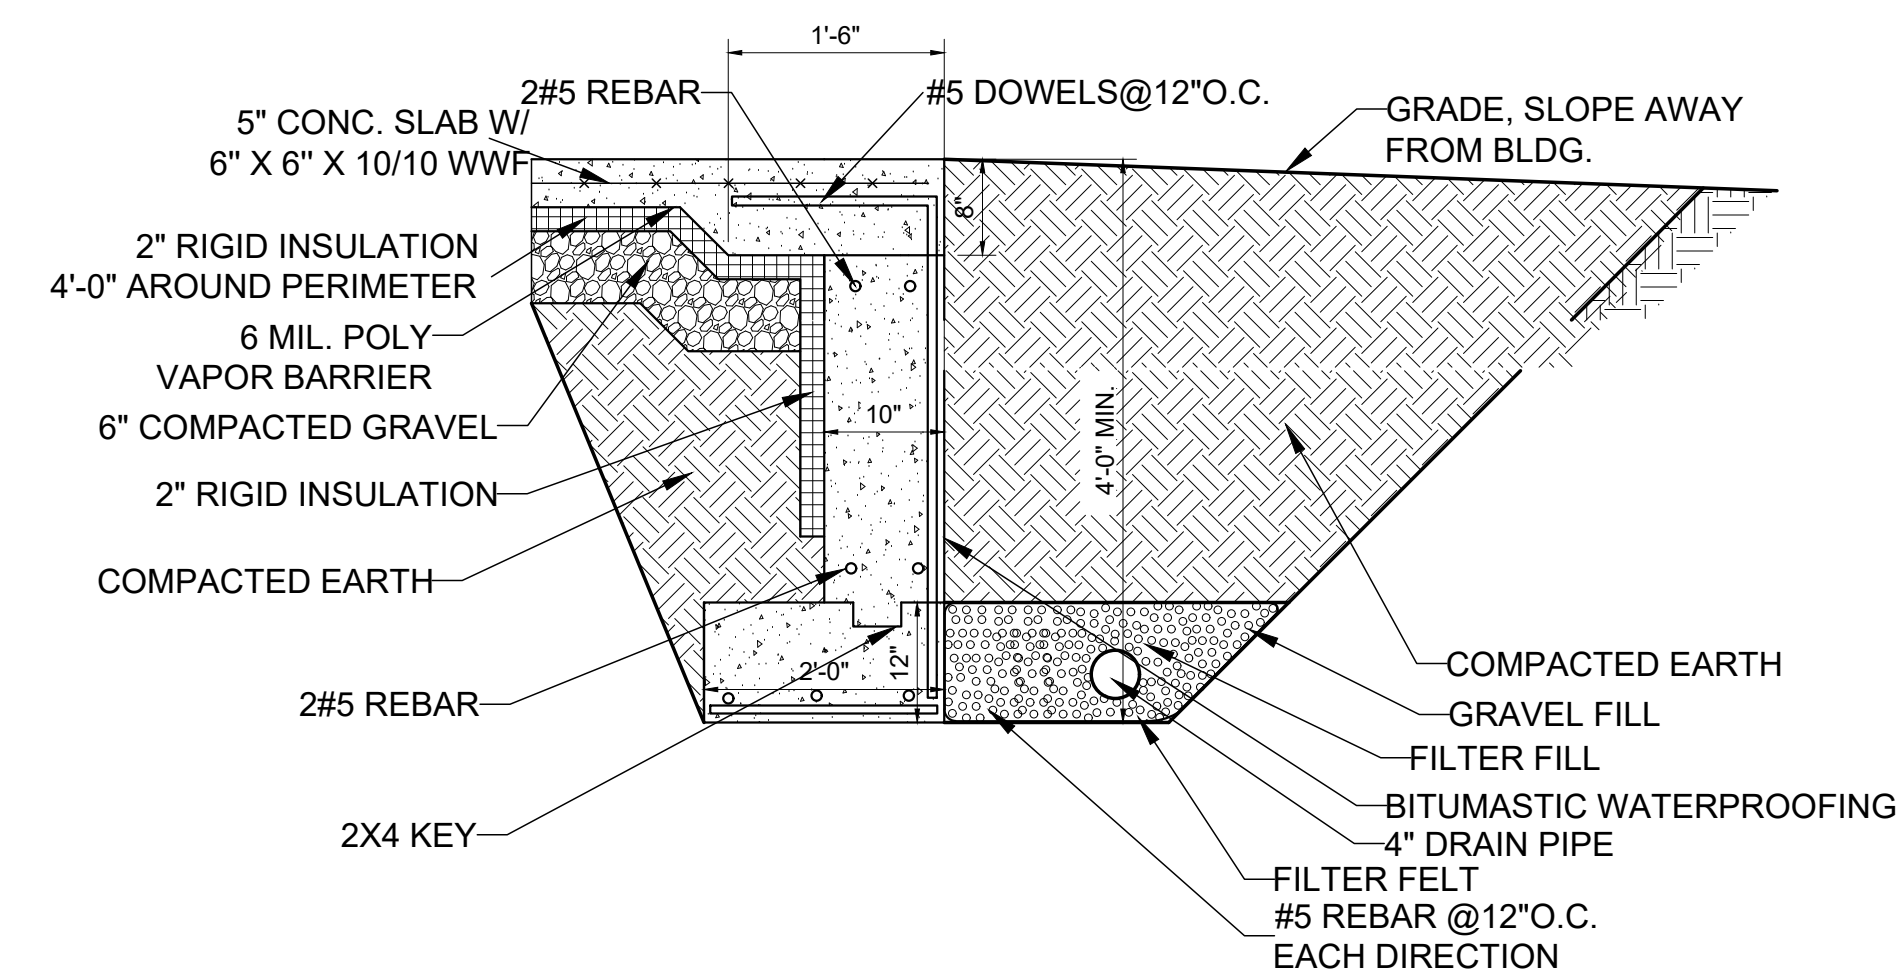 1'-6"
2#5 REBAR
#5 DOWELS@12"O.C.
5" CONC. SLAB W/
6" X 6" X 10/10 WWF
GRADE, SLOPE AWAY
FROM BLDG.
8"
2" RIGID INSULATION
4'-0" AROUND PERIMETER
6 MIL. POLY
VAPOR BARRIER
6" COMPACTED GRAVEL
10"
4'-0" MIN.
2" RIGID INSULATION
COMPACTED EARTH
2'-0"
12"
2#5 REBAR
2X4 KEY
COMPACTED EARTH
GRAVEL FILL
FILTER FILL
BITUMASTIC WATERPROOFING
4" DRAIN PIPE
FILTER FELT
#5 REBAR @12"O.C.
EACH DIRECTION